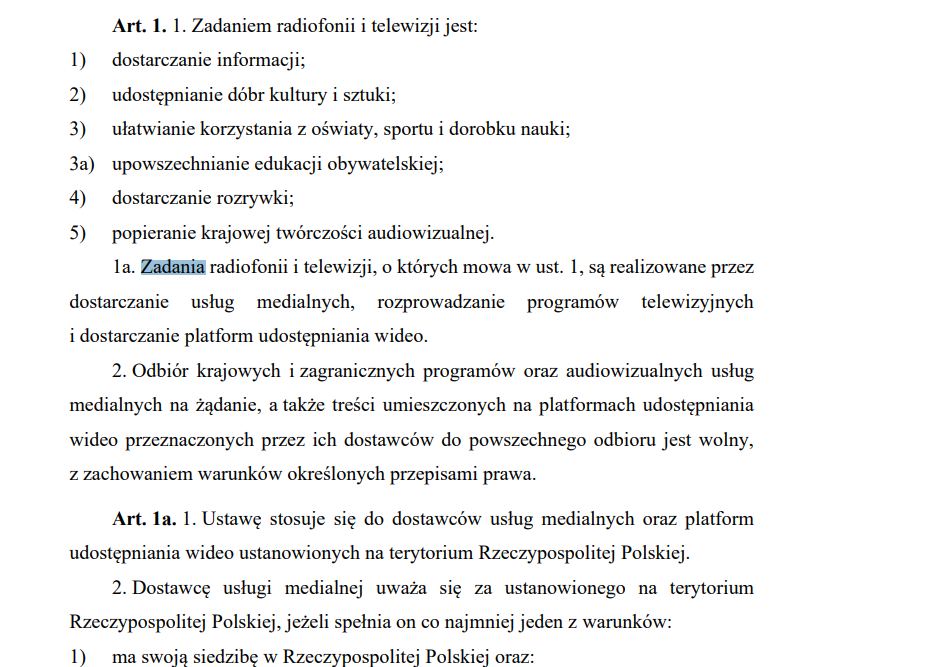 Art. 1. 1. Zadaniem radiofonii i telewizji jest:
1) dostarczanie informacji;
2) udostępnianie dóbr kultury i sztuki;
3) ułatwianie korzystania z oświaty, sportu i dorobku nauki;
3a) upowszechnianie edukacji obywatelskiej;
4) dostarczanie rozrywki;
5) popieranie krajowej twórczości audiowizualnej.
1a. Zadania radiofonii i telewizji, o których mowa w ust. 1, są realizowane przez
dostarczanie usług medialnych, rozprowadzanie programów telewizyjnych
i dostarczanie platform udostępniania wideo.
2. Odbiór krajowych i zagranicznych programów oraz audiowizualnych usług
medialnych na żądanie, a także treści umieszczonych na platformach udostępniania
wideo przeznaczonych przez ich dostawców do powszechnego odbioru jest wolny,
z zachowaniem warunków określonych przepisami prawa.
Art. 1a. 1. Ustawę stosuje się do dostawców usług medialnych oraz platform
udostępniania wideo ustanowionych na terytorium Rzeczypospolitej Polskiej.
2. Dostawcę usługi medialnej uważa się za ustanowionego na terytorium
Rzeczypospolitej Polskiej, jeżeli spełnia on co najmniej jeden z warunków:
1) ma swoją siedzibę w Rzeczypospolitej Polskiej oraz: